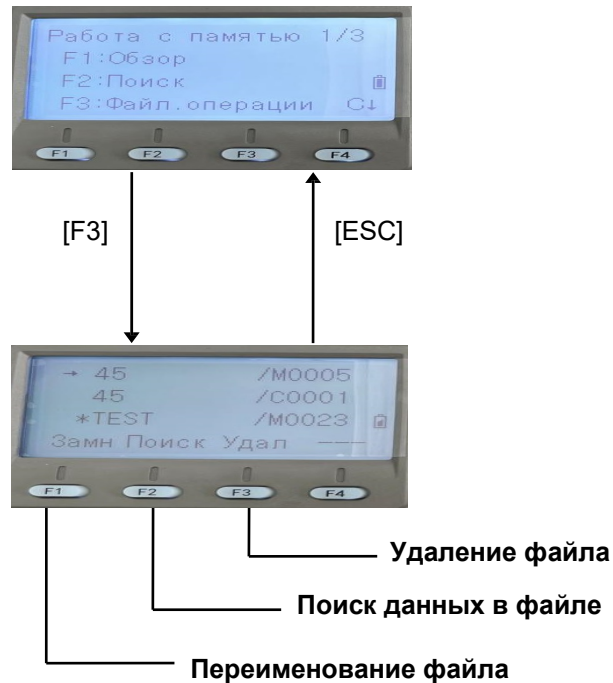 Работа с памятью 1/3
F1:Обзор
F2:Поиск
F3:Файл.операции C↓
F1 F2 F3 F4
[F3] [ESC]
→ 45 /M0005
45 /C0001
*TEST /M0023
Замн Поиск Удал ---
F1 F2 F3 F4
Удаление файла
Поиск данных в файле
Переименование файла